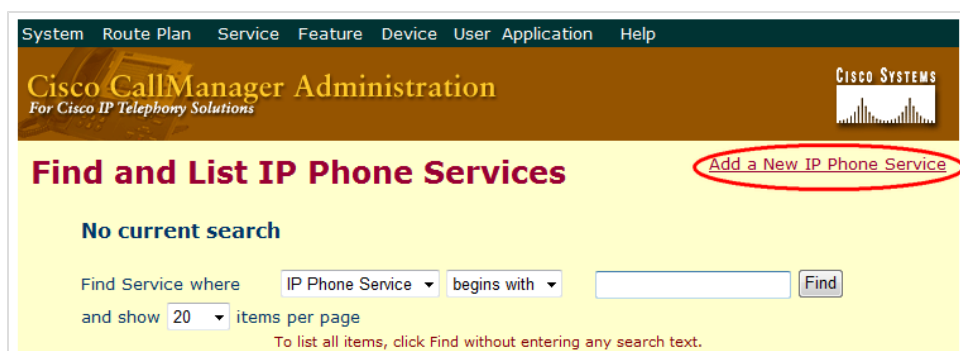 System Route Plan Service Feature Device User Application Help
Cisco CallManager Administration
For Cisco IP Telephony Solutions
CISCO SYSTEMS
Find and List IP Phone Services
Add a New IP Phone Service
No current search
Find Service where IP Phone Service begins with Find
and show 20 items per page
To list all items, click Find without entering any search text.